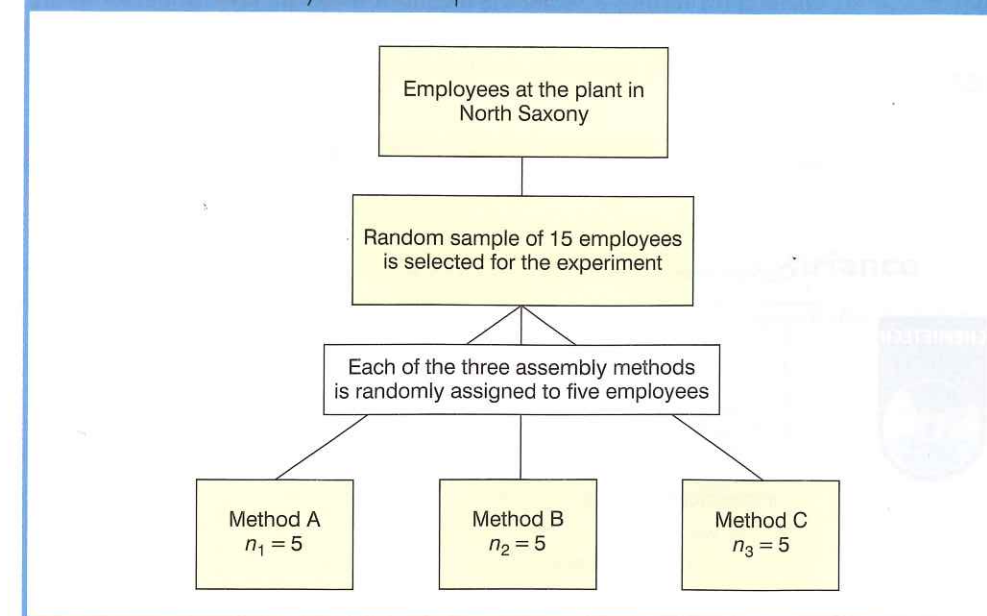 Employees at the plant in
North Saxony
Random sample of 15 employees
is selected for the experiment
Each of the three assembly methods
is randomly assigned to five employees
Method A
n₁ = 5
Method B
n₂ = 5
Method C
n₃ = 5